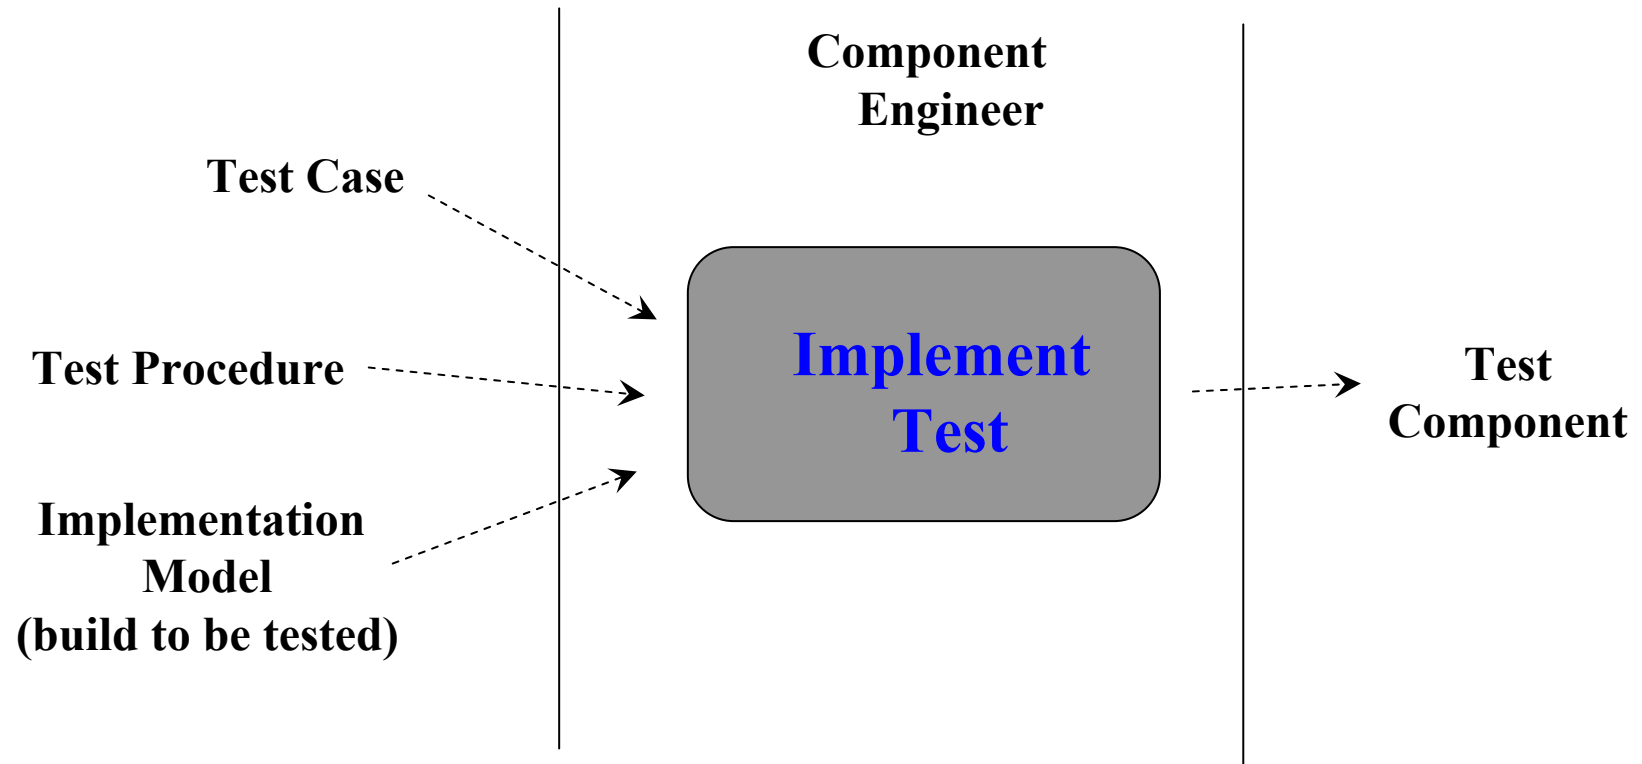 Component
Engineer
Test Case
Test Procedure
Implementation
Model
(build to be tested)
Implement
Test
Test
Component